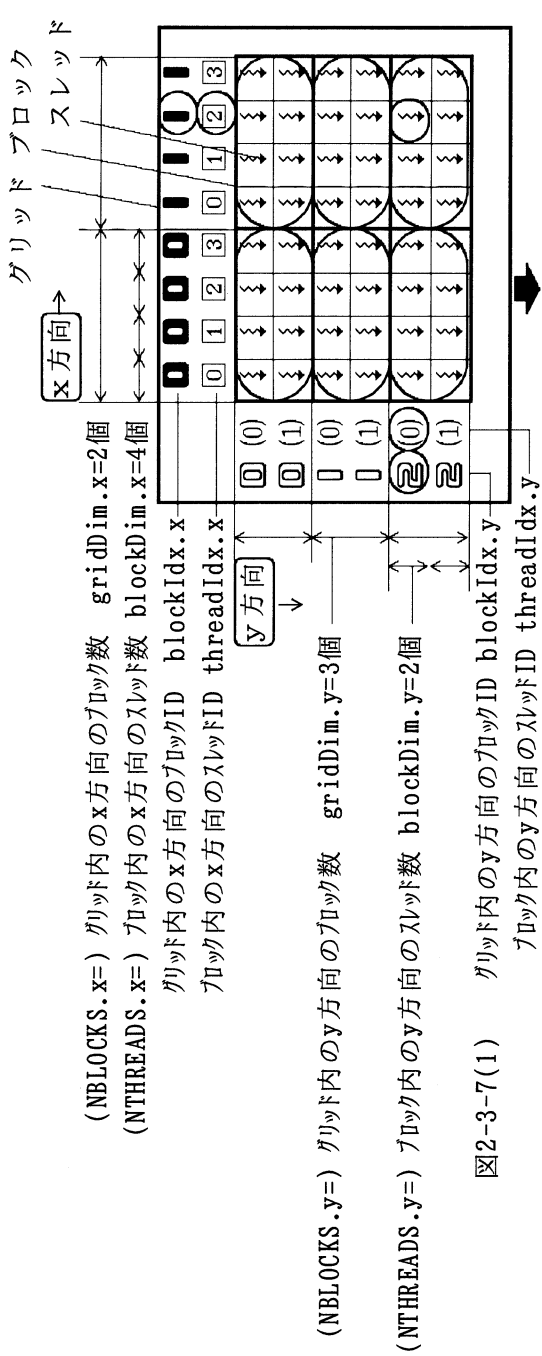 グリッド
ブロック
スレッド
x方向
(NBLOCKS.x=) グリッド内のx方向のブロック数 gridDim.x=2個
(NTHREADS.x=) ブロック内のx方向のスレッド数 blockDim.x=4個
グリッド内のx方向のブロックID blockIdx.x
0 0 0 0 1 1 1 1
ブロック内のx方向のスレッドID threadIdx.x
0 1 2 3 0 1 2 3
0 (0)
0 (1)
1 (0)
1 (1)
2 (0)
2 (1)
y方向
(NBLOCKS.y=) グリッド内のy方向のブロック数 gridDim.y=3個
(NTHREADS.y=) ブロック内のy方向のスレッド数 blockDim.y=2個
グリッド内のy方向のブロックID blockIdx.y
ブロック内のy方向のスレッドID threadIdx.y
図2-3-7(1)